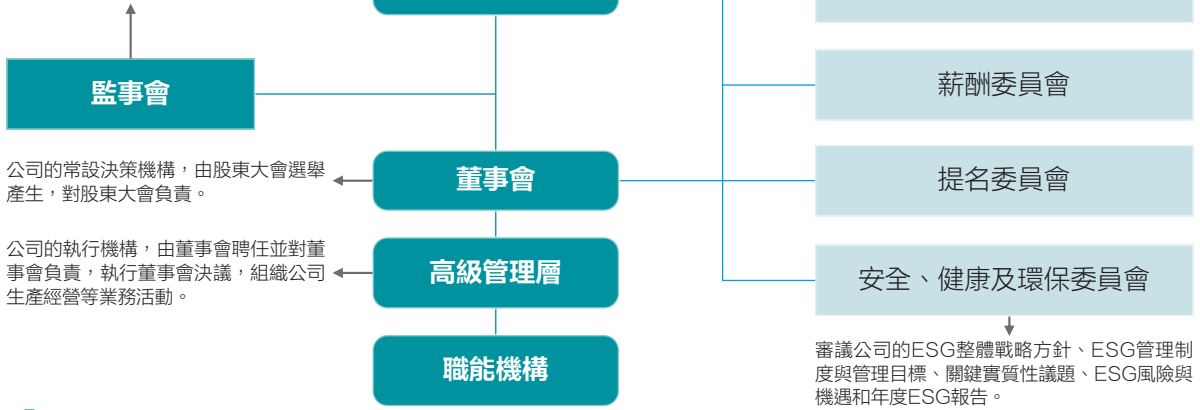 監事會
薪酬委員會
公司的常設決策機構，由股東大會選舉
產生，對股東大會負責。
董事會
提名委員會
公司的執行機構，由董事會聘任並對董
事會負責，執行董事會決議，組織公司
生產經營等業務活動。
高級管理層
安全、健康及環保委員會
職能機構
審議公司的ESG整體戰略方針、ESG管理制
度與管理目標、關鍵實質性議題、ESG風險與
機遇和年度ESG報告。